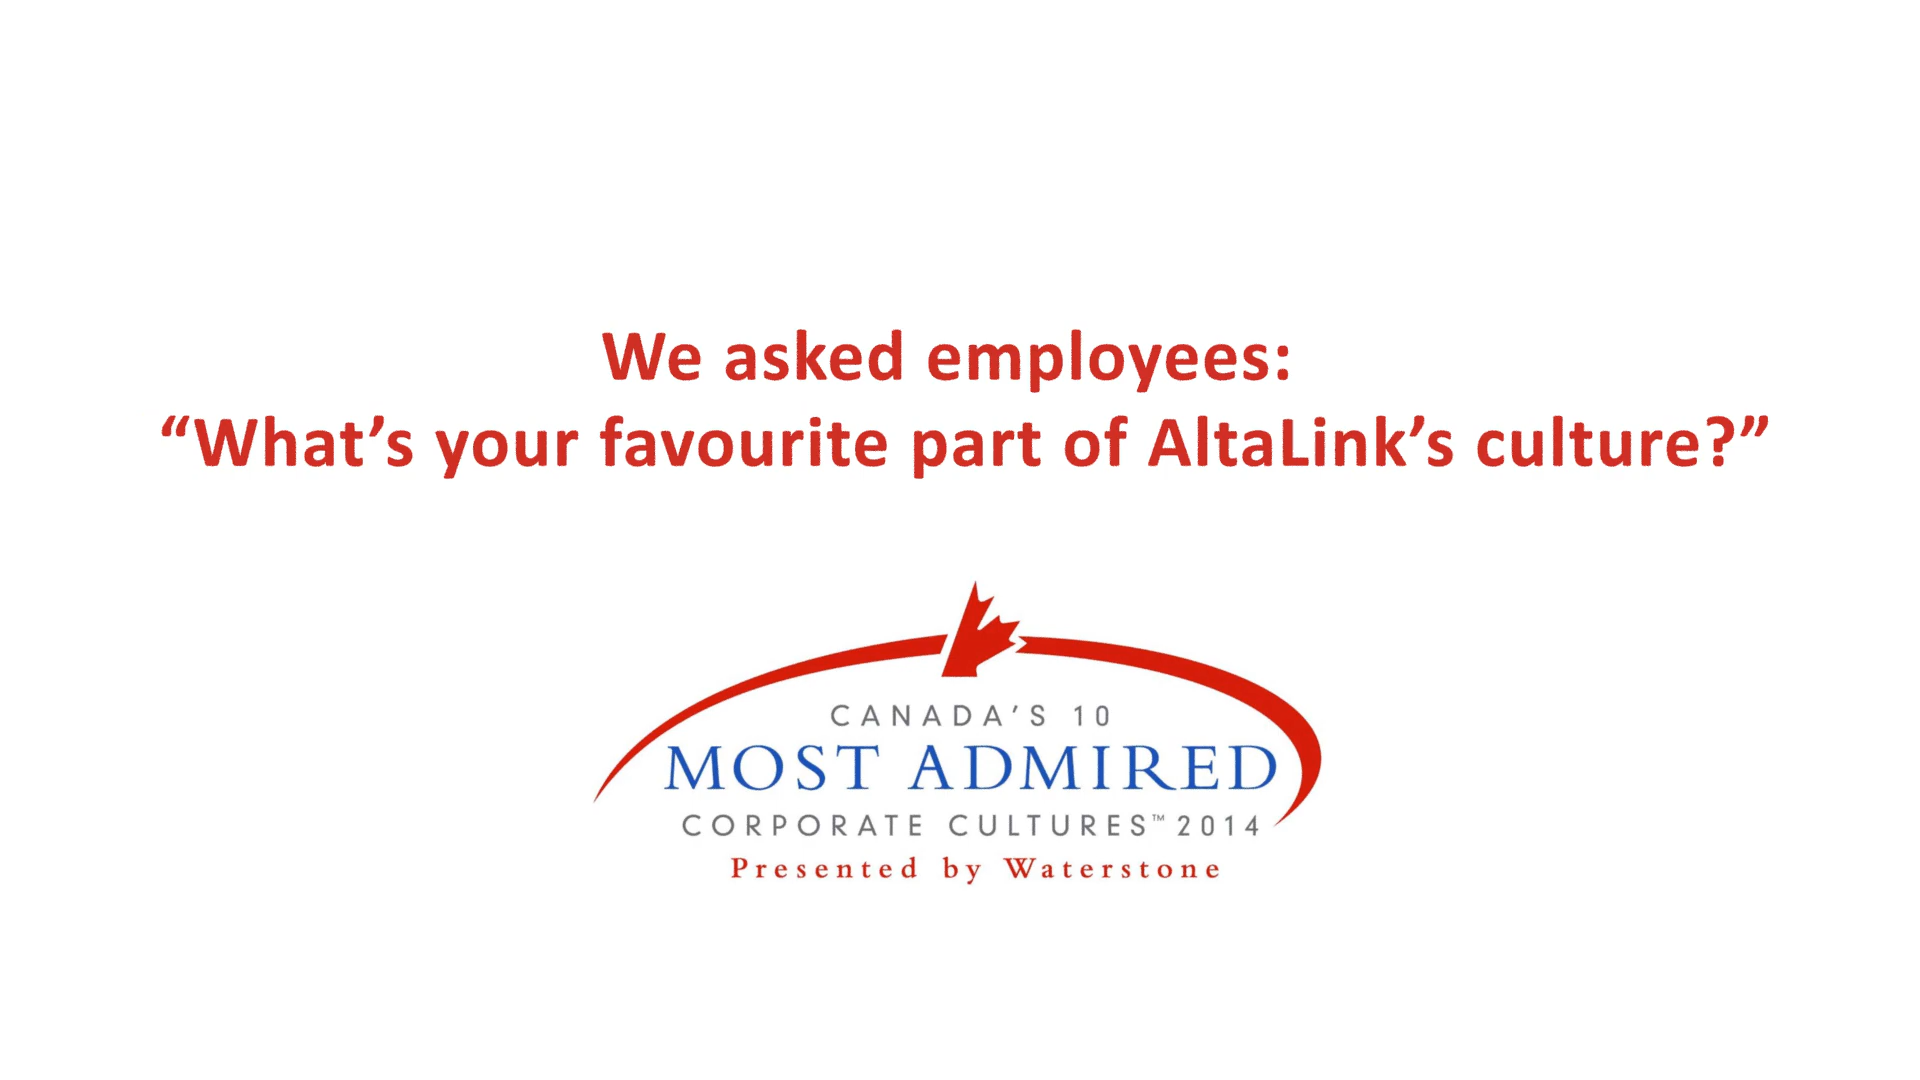 We asked employees:
“What’s your favourite part of AltaLink’s culture?”
CANADA’S 10
MOST ADMIRED
CORPORATE CULTURES™ 2014
Presented by Waterstone